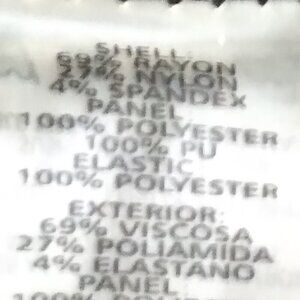 SHELL:
69% RAYON
27% NYLON
4% SPANDEX
PANEL
100% POLYESTER
100% PU
ELASTIC
100% POLYESTER
EXTERIOR:
69% VISCOSA
27% POLIAMIDA
4% ELASTANO
PANEL:
100%